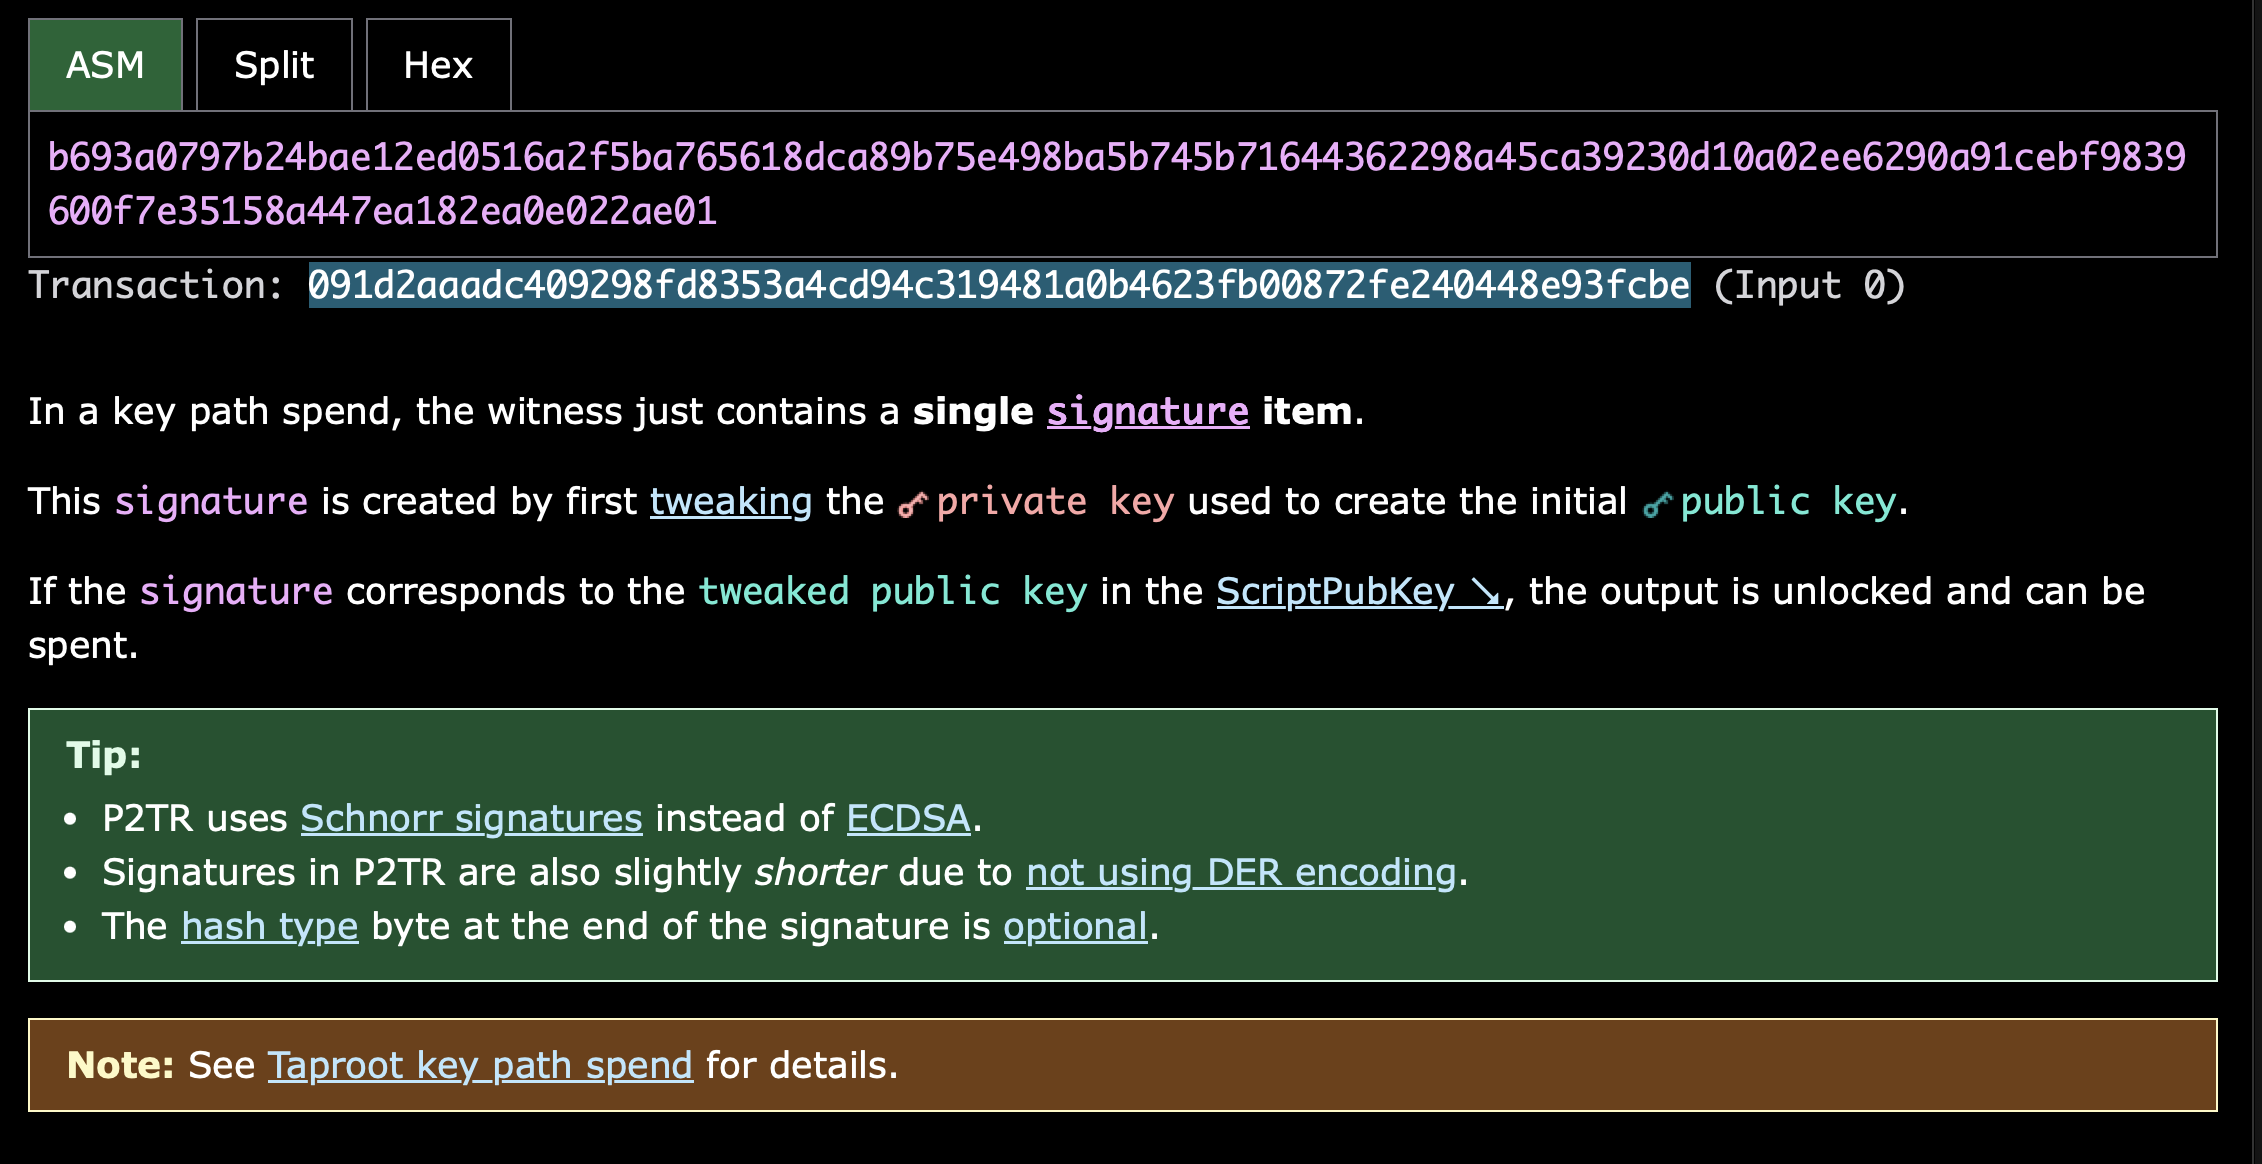 ASM Split Hex
b693a0797b24bae12ed0516a2f5ba765618dca89b75e498ba5b745b71644362298a45ca39230d10a02ee6290a91cebf9839
600f7e35158a447ea182ea0e022ae01
Transaction: 091d2aaadc409298fd8353a4cd94c319481a0b4623fb00872fe240448e93fcbe (Input 0)
In a key path spend, the witness just contains a single signature item.
This signature is created by first tweaking the private key used to create the initial public key.
If the signature corresponds to the tweaked public key in the ScriptPubKey ↘, the output is unlocked and can be
spent.
Tip:
• P2TR uses Schnorr signatures instead of ECDSA.
• Signatures in P2TR are also slightly shorter due to not using DER encoding.
• The hash type byte at the end of the signature is optional.
Note: See Taproot key path spend for details.